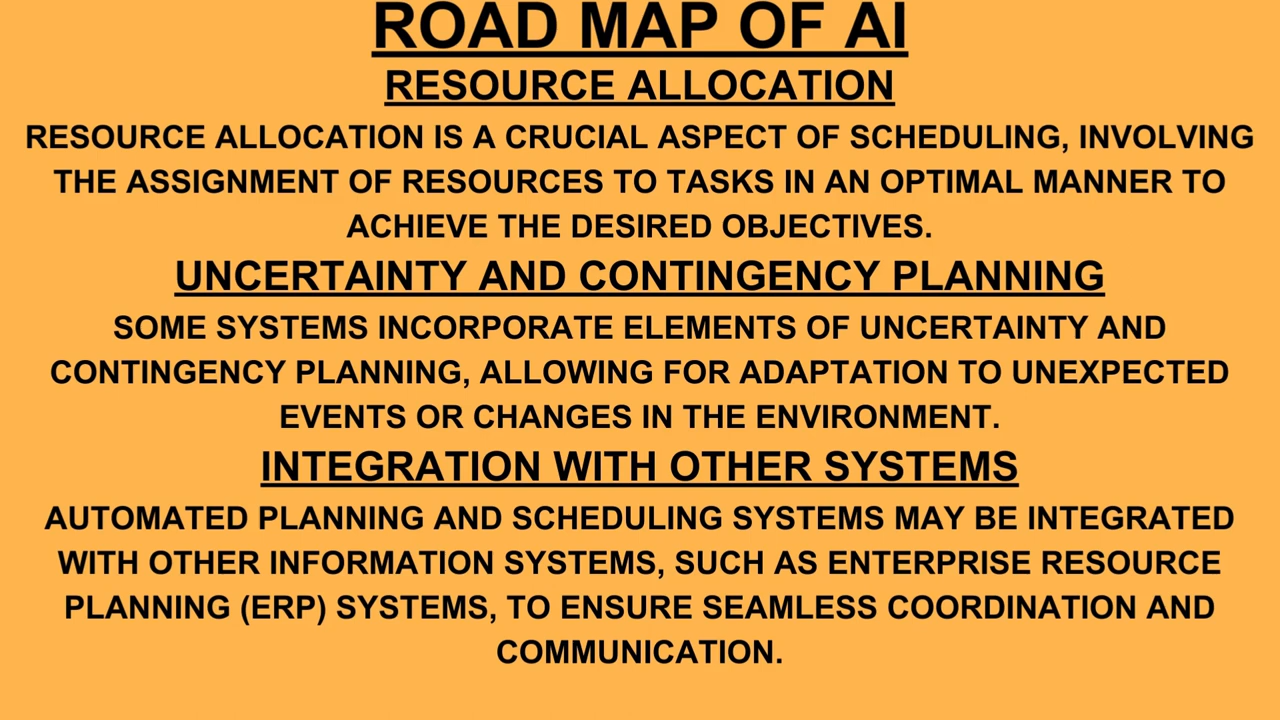 ROAD MAP OF AI
RESOURCE ALLOCATION
RESOURCE ALLOCATION IS A CRUCIAL ASPECT OF SCHEDULING, INVOLVING
THE ASSIGNMENT OF RESOURCES TO TASKS IN AN OPTIMAL MANNER TO
ACHIEVE THE DESIRED OBJECTIVES.
UNCERTAINTY AND CONTINGENCY PLANNING
SOME SYSTEMS INCORPORATE ELEMENTS OF UNCERTAINTY AND
CONTINGENCY PLANNING, ALLOWING FOR ADAPTATION TO UNEXPECTED
EVENTS OR CHANGES IN THE ENVIRONMENT.
INTEGRATION WITH OTHER SYSTEMS
AUTOMATED PLANNING AND SCHEDULING SYSTEMS MAY BE INTEGRATED
WITH OTHER INFORMATION SYSTEMS, SUCH AS ENTERPRISE RESOURCE
PLANNING (ERP) SYSTEMS, TO ENSURE SEAMLESS COORDINATION AND
COMMUNICATION.